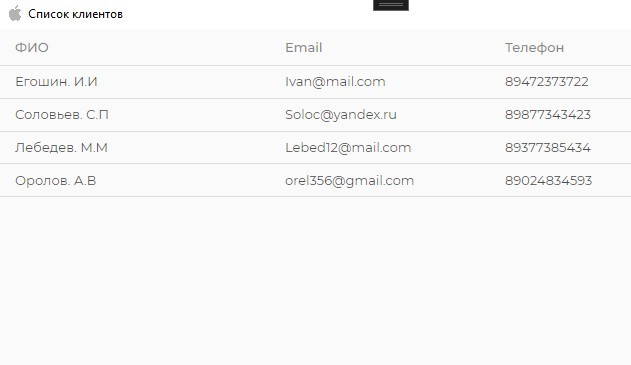 Список клиентов
ФИО Email Телефон
Егошин. И.И Ivan@mail.com 89472373722
Соловьев. С.П Soloc@yandex.ru 89877343423
Лебедев. М.М Lebed12@mail.com 89377385434
Оролов. А.В orel356@gmail.com 89024834593